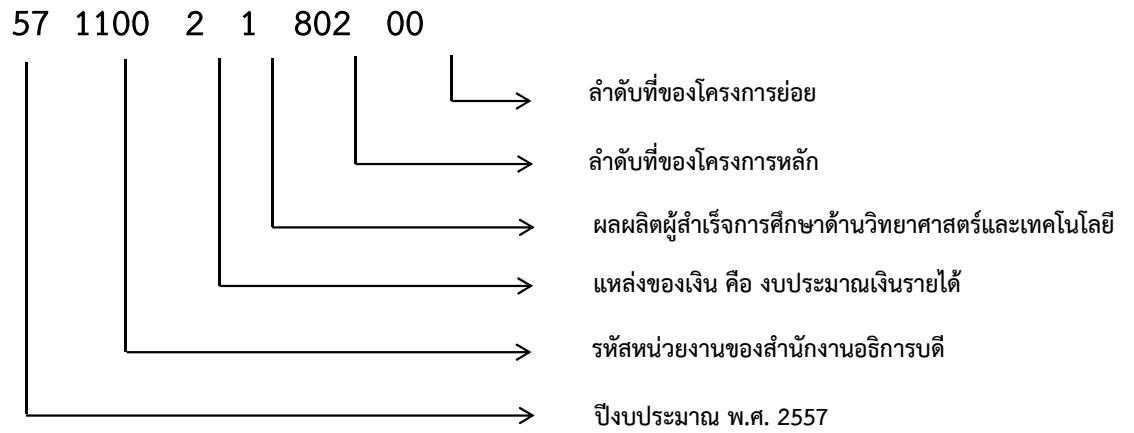 57 1100 2 1 802 00
ลำดับที่ของโครงการย่อย
ลำดับที่ของโครงการหลัก
ผลผลิตผู้สำเร็จการศึกษาด้านวิทยาศาสตร์และเทคโนโลยี
แหล่งของเงิน คือ งบประมาณเงินรายได้
รหัสหน่วยงานของสำนักงานอธิการบดี
ปีงบประมาณ พ.ศ. 2557